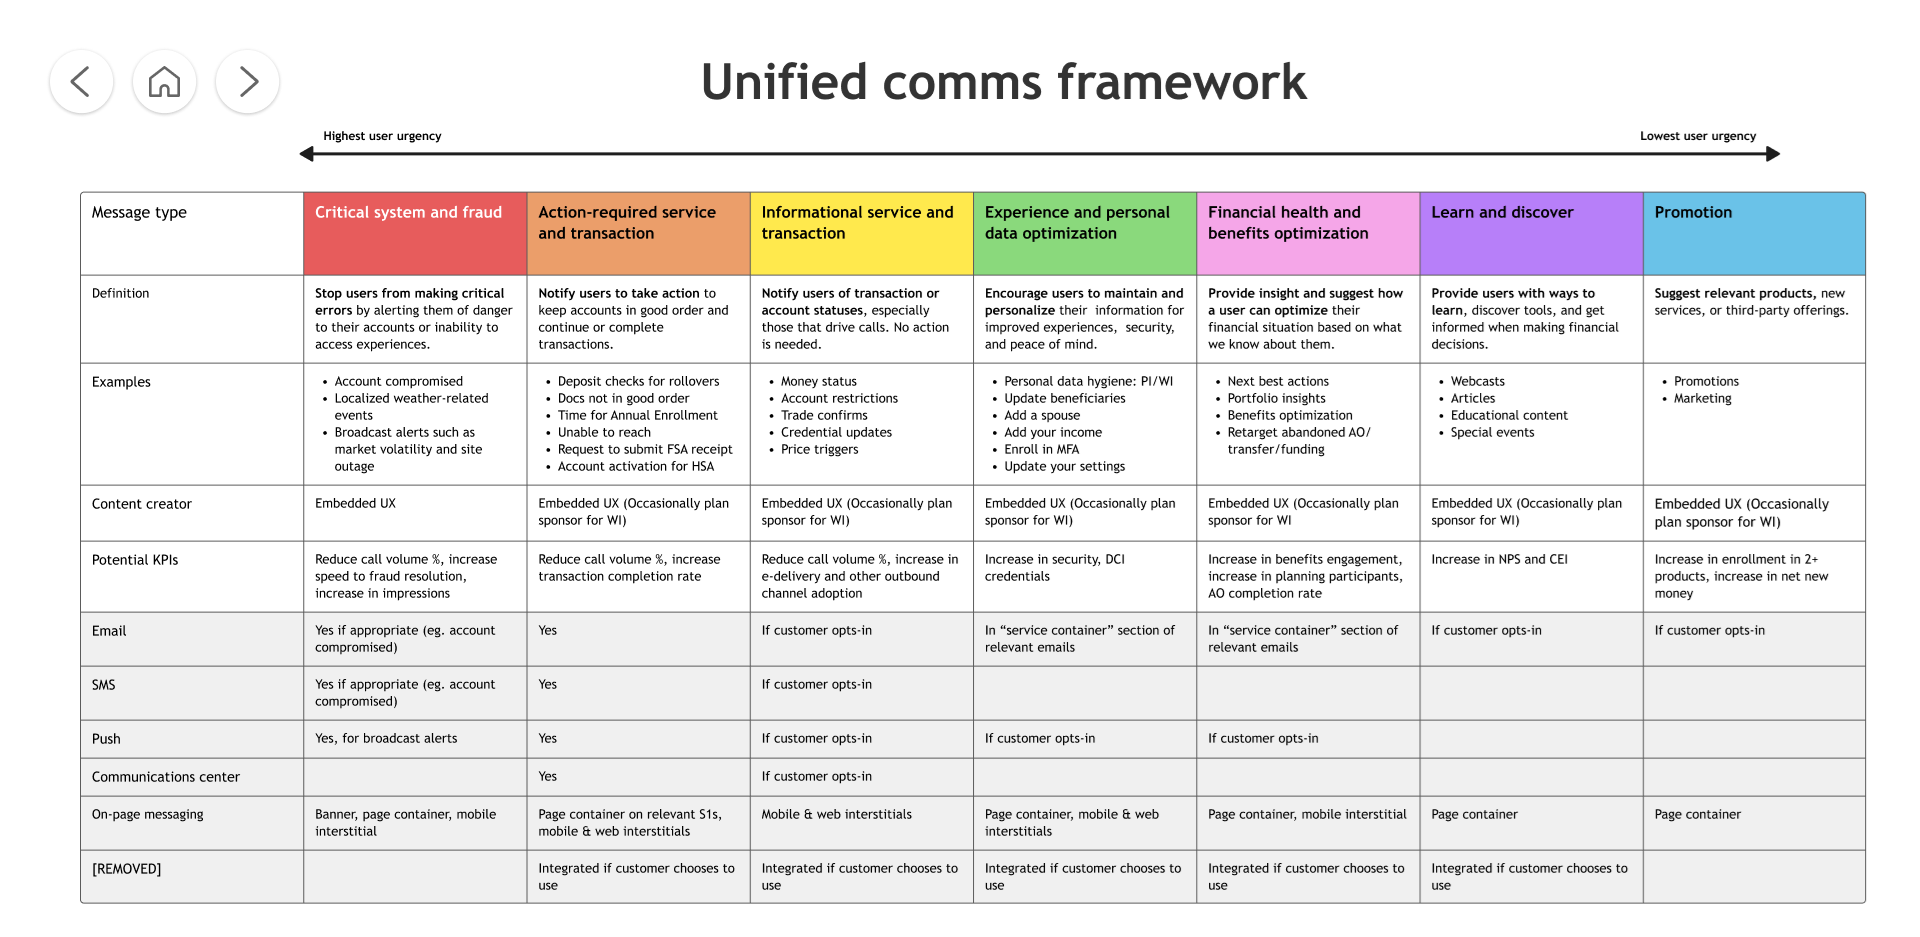 Unified comms framework
Highest user urgency
Lowest user urgency
Message type
Critical system and fraud
Action-required service
and transaction
Informational service and
transaction
Experience and personal
data optimization
Financial health and
benefits optimization
Learn and discover
Promotion
Definition
Stop users from making critical
errors by alerting them of danger
to their accounts or inability to
access experiences.
Notify users to take action to
keep accounts in good order and
continue or complete
transactions.
Notify users of transaction or
account statuses, especially
those that drive calls. No action
is needed.
Encourage users to maintain and
personalize their information for
improved experiences, security,
and peace of mind.
Provide insight and suggest how
a user can optimize their
financial situation based on what
we know about them.
Provide users with ways to
learn, discover tools, and get
informed when making financial
decisions.
Suggest relevant products, new
services, or third-party offerings.
Examples
• Account compromised
• Localized weather-related
events
• Broadcast alerts such as
market volatility and site
outage
• Deposit checks for rollovers
• Docs not in good order
• Time for Annual Enrollment
• Unable to reach
• Request to submit FSA receipt
• Account activation for HSA
• Money status
• Account restrictions
• Trade confirms
• Credential updates
• Price triggers
• Personal data hygiene: PI/WI
• Update beneficiaries
• Add a spouse
• Add your income
• Enroll in MFA
• Update your settings
• Next best actions
• Portfolio insights
• Benefits optimization
• Retarget abandoned AO/
transfer/funding
• Webcasts
• Articles
• Educational content
• Special events
• Promotions
• Marketing
Content creator
Embedded UX
Embedded UX (Occasionally plan
sponsor for WI)
Embedded UX (Occasionally plan
sponsor for WI)
Embedded UX (Occasionally plan
sponsor for WI)
Embedded UX (Occasionally plan
sponsor for WI
Embedded UX (Occasionally plan
sponsor for WI)
Embedded UX (Occasionally
plan sponsor for WI)
Potential KPIs
Reduce call volume %, increase
speed to fraud resolution,
increase in impressions
Reduce call volume %, increase
transaction completion rate
Reduce call volume %, increase in
e-delivery and other outbound
channel adoption
Increase in security, DCI
credentials
Increase in benefits engagement,
increase in planning participants,
AO completion rate
Increase in NPS and CEI
Increase in enrollment in 2+
products, increase in net new
money
Email
Yes if appropriate (eg. account
compromised)
Yes
If customer opts-in
In “service container” section of
relevant emails
In “service container” section of
relevant emails
If customer opts-in
If customer opts-in
SMS
Yes if appropriate (eg. account
compromised)
Yes
If customer opts-in
Push
Yes, for broadcast alerts
Yes
If customer opts-in
If customer opts-in
If customer opts-in
Communications center
Yes
If customer opts-in
On-page messaging
Banner, page container, mobile
interstitial
Page container on relevant S1s,
mobile & web interstitials
Mobile & web interstitials
Page container, mobile & web
interstitials
Page container, mobile interstitial
Page container
Page container
[REMOVED]
Integrated if customer chooses to
use
Integrated if customer chooses to
use
Integrated if customer chooses to
use
Integrated if customer chooses to
use
Integrated if customer chooses to
use